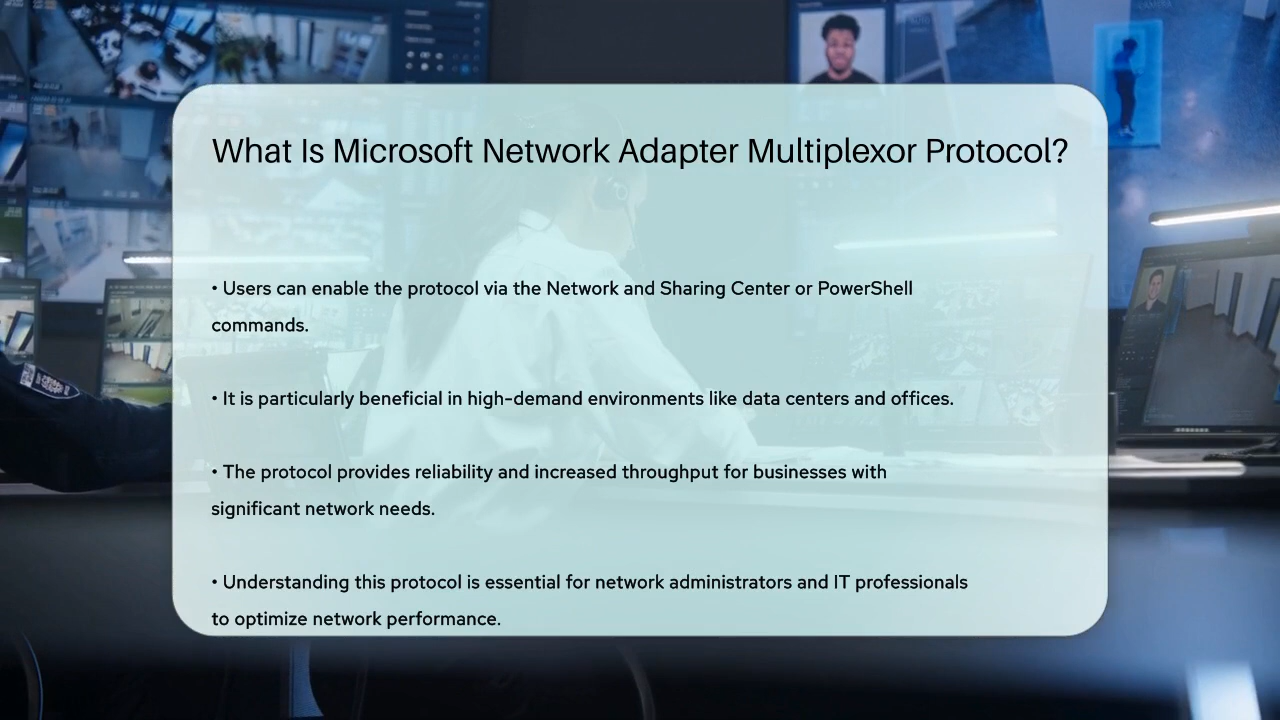 What Is Microsoft Network Adapter Multiplexor Protocol?
• Users can enable the protocol via the Network and Sharing Center or PowerShell
commands.
• It is particularly beneficial in high-demand environments like data centers and offices.
• The protocol provides reliability and increased throughput for businesses with
significant network needs.
• Understanding this protocol is essential for network administrators and IT professionals
to optimize network performance.